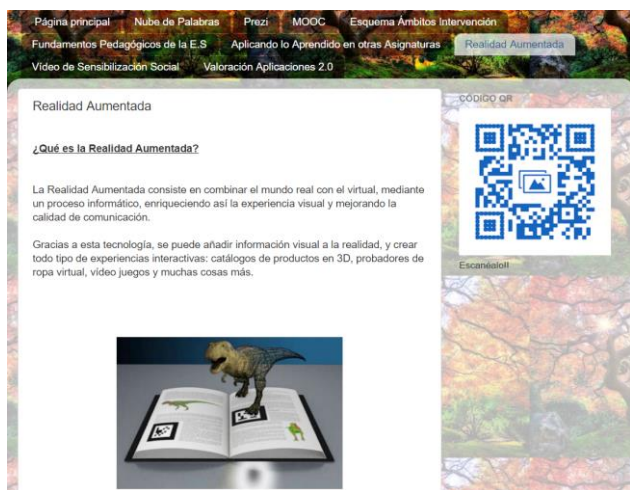 Página principal Nube de Palabras Prezi MOOC Esquema Ámbitos Intervención
Fundamentos Pedagógicos de la E.S Aplicando lo Aprendido en otras Asignaturas Realidad Aumentada
Vídeo de Sensibilización Social Valoración Aplicaciones 2.0
Realidad Aumentada
¿Qué es la Realidad Aumentada?
La Realidad Aumentada consiste en combinar el mundo real con el virtual, mediante
un proceso informático, enriqueciendo así la experiencia visual y mejorando la
calidad de comunicación.
Gracias a esta tecnología, se puede añadir información visual a la realidad, y crear
todo tipo de experiencias interactivas: catálogos de productos en 3D, probadores de
ropa virtual, vídeo juegos y muchas cosas más.
CÓDIGO QR
Escanéalo!!